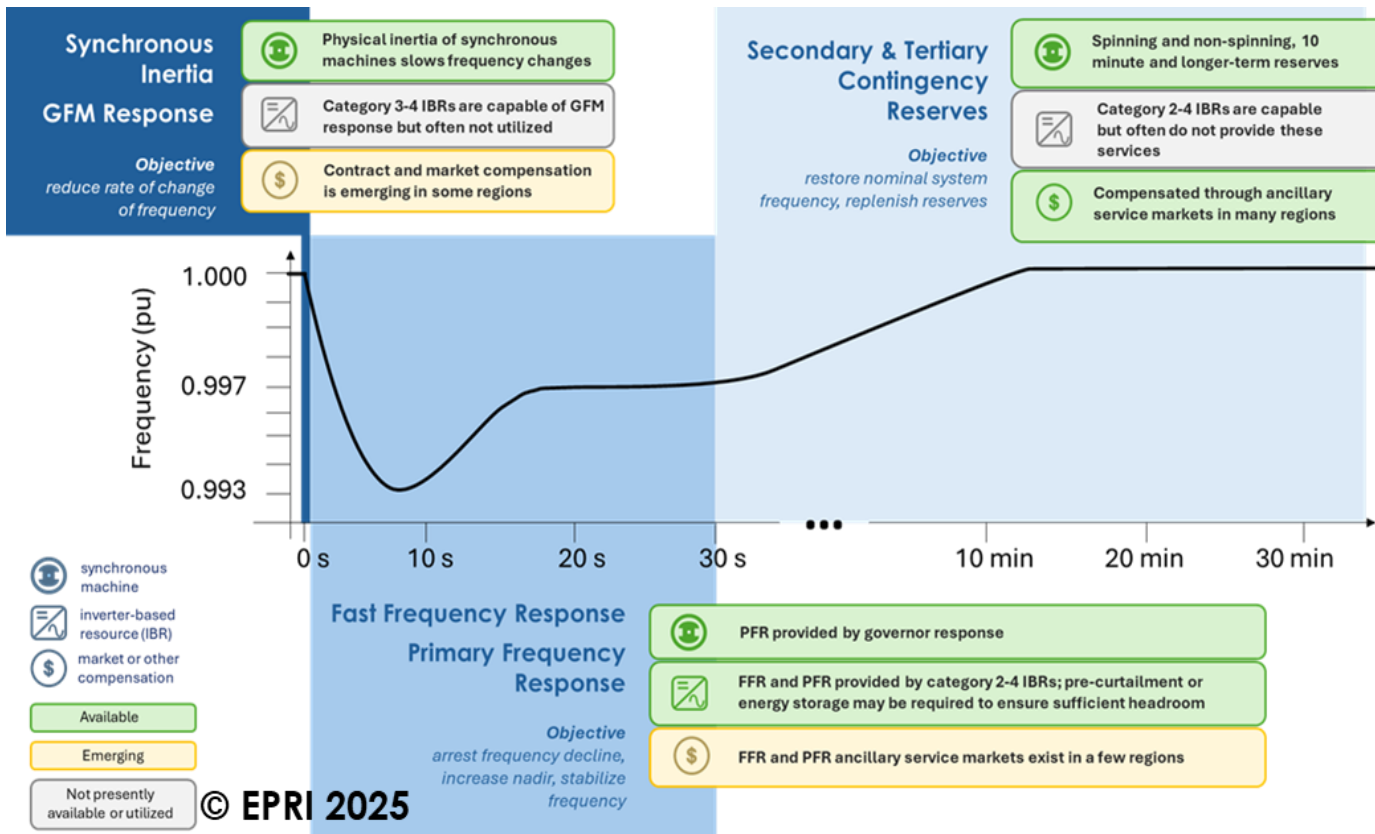 Synchronous
Inertia
GFM Response
Objective
reduce rate of change
of frequency
Physical inertia of synchronous
machines slows frequency changes
Category 3-4 IBRs are capable of GFM
response but often not utilized
$
Contract and market compensation
is emerging in some regions
Secondary & Tertiary
Contingency
Reserves
Objective
restore nominal system
frequency, replenish reserves
Spinning and non-spinning, 10
minute and longer-term reserves
Category 2-4 IBRs are capable
but often do not provide these
services
$
Compensated through ancillary
service markets in many regions
Frequency (pu)
1.000
0.997
0.993
0 s
10 s
20 s
30 s
•••
10 min
20 min
30 min
synchronous
machine
inverter-based
resource (IBR)
$
market or other
compensation
Available
Emerging
Not presently
available or utilized
Fast Frequency Response
Primary Frequency
Response
Objective
arrest frequency decline,
increase nadir, stabilize
frequency
PFR provided by governor response
FFR and PFR provided by category 2-4 IBRs; pre-curtailment or
energy storage may be required to ensure sufficient headroom
$
FFR and PFR ancillary service markets exist in a few regions
© EPRI 2025